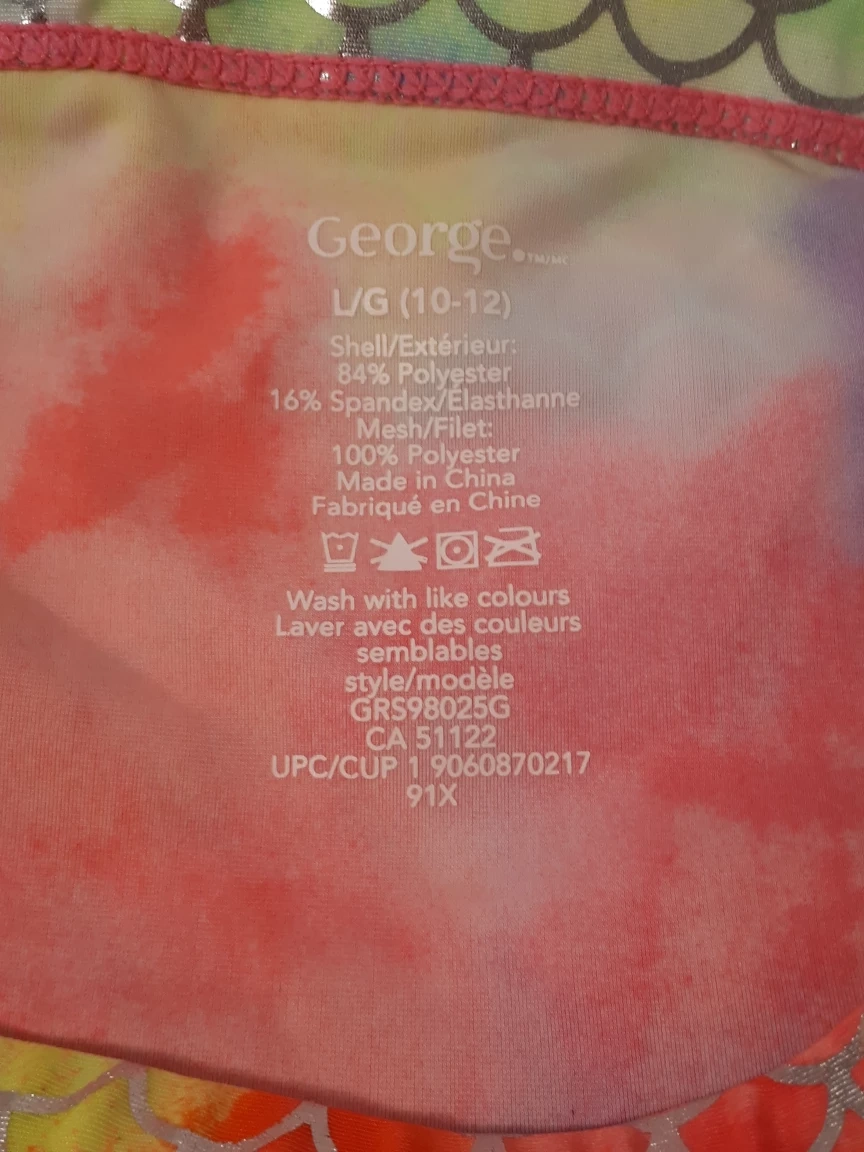 George.TM/MC
L/G (10-12)
Shell/Extérieur:
84% Polyester
16% Spandex/Élasthanne
Mesh/Filet:
100% Polyester
Made in China
Fabriqué en Chine
Wash with like colours
Laver avec des couleurs
semblables
style/modèle
GRS98025G
CA 51122
UPC/CUP 1 9060870217
91X